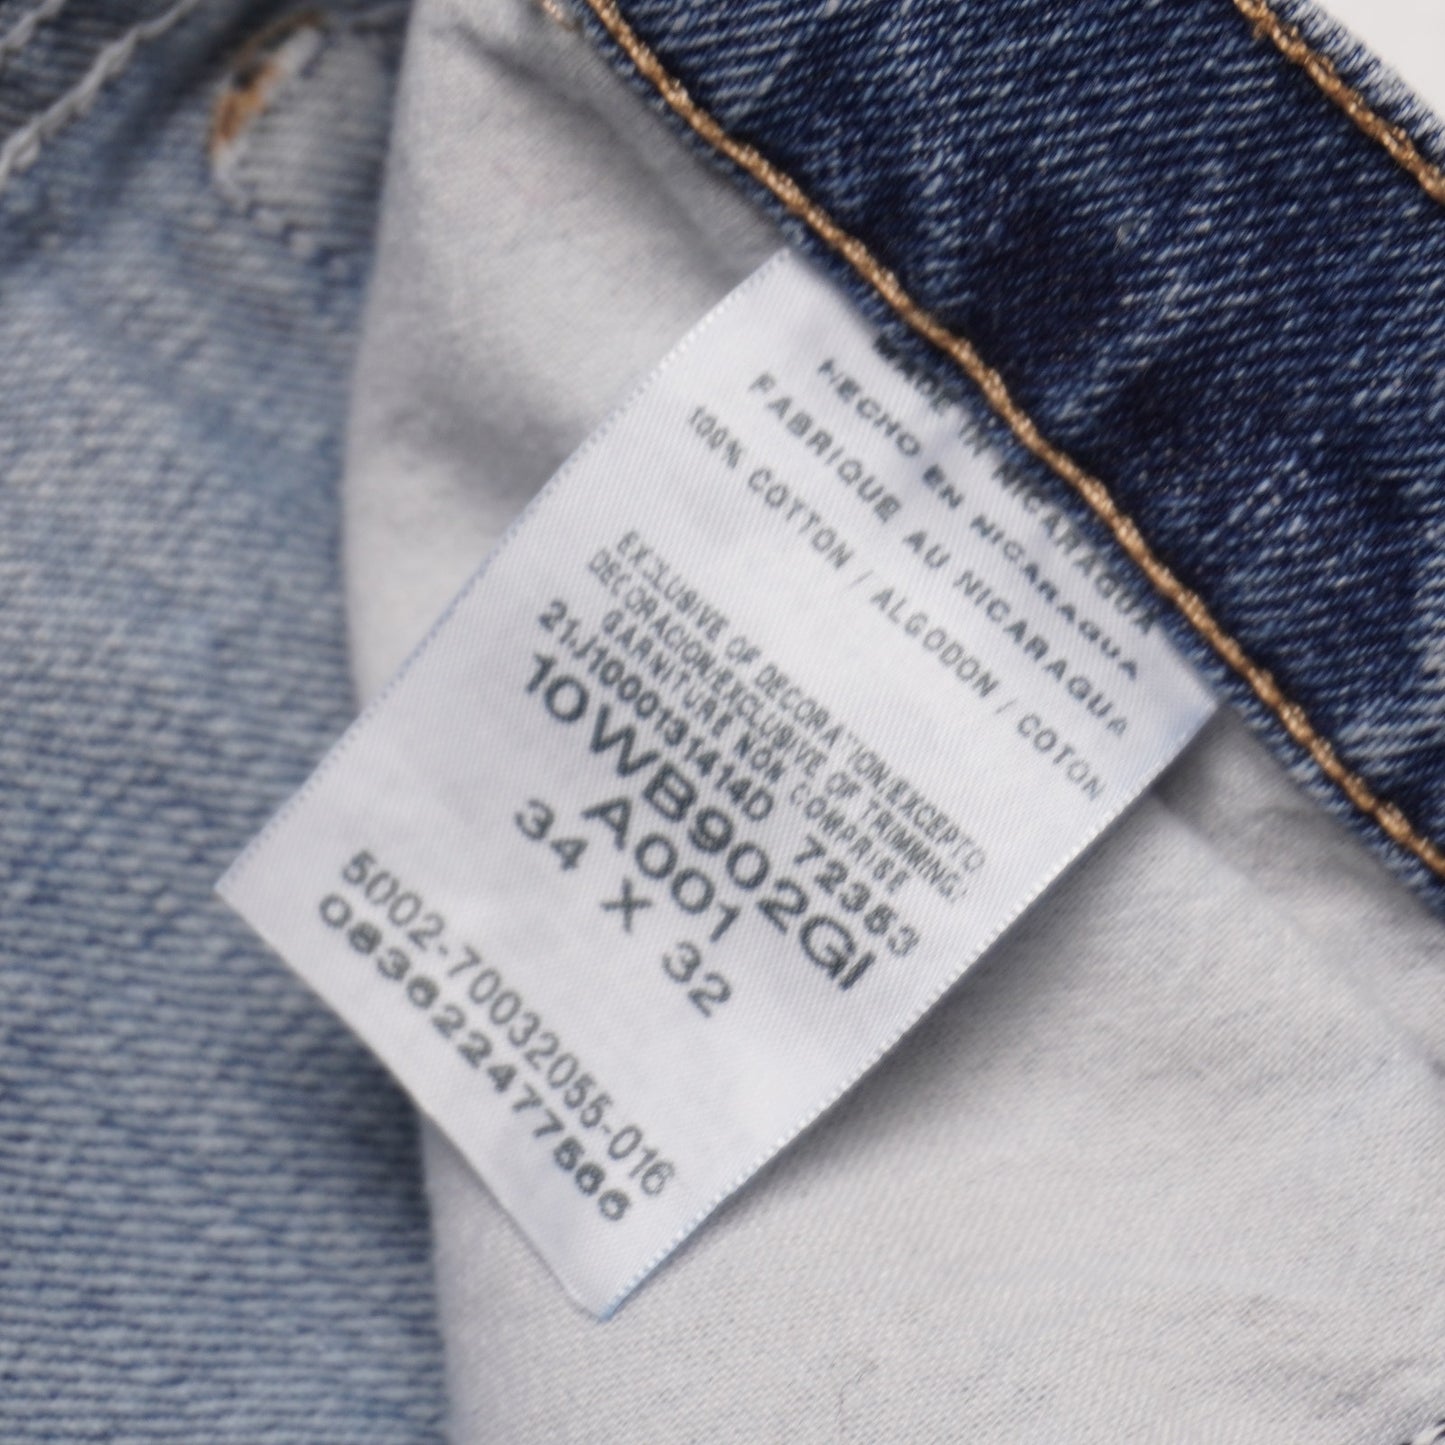 MADE IN NICARAGUA
HECHO EN NICARAGUA
FABRIQUE AU NICARAGUA
100% COTTON / ALGODON / COTON
EXCLUSIVE OF DECORATION/EXCEPTO
DECORACION/EXCLUSIVE OF TRIMMING/
GARNITURE NON COMPRISE
21J1000131414D 72353
10WB902GI
A001
34 X 32
5002-70032055-016
083622477566